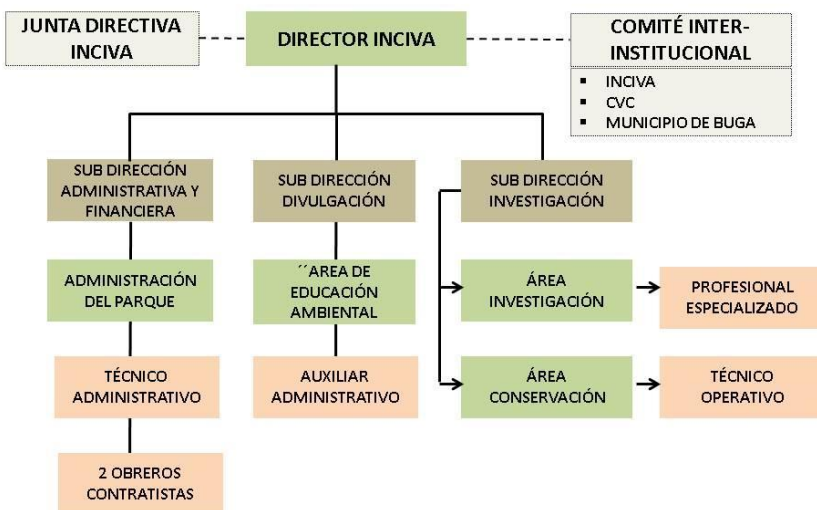 JUNTA DIRECTIVA
INCIVA
DIRECTOR INCIVA
COMITÉ INTER-
INSTITUCIONAL
▪ INCIVA
▪ CVC
▪ MUNICIPIO DE BUGA
SUB DIRECCIÓN
ADMINISTRATIVA Y
FINANCIERA
SUB DIRECCIÓN
DIVULGACIÓN
SUB DIRECCIÓN
INVESTIGACIÓN
ADMINISTRACIÓN
DEL PARQUE
´´AREA DE
EDUCACIÓN
AMBIENTAL
ÁREA
INVESTIGACIÓN
PROFESIONAL
ESPECIALIZADO
TÉCNICO
ADMINISTRATIVO
AUXILIAR
ADMINISTRATIVO
ÁREA
CONSERVACIÓN
TÉCNICO
OPERATIVO
2 OBREROS
CONTRATISTAS